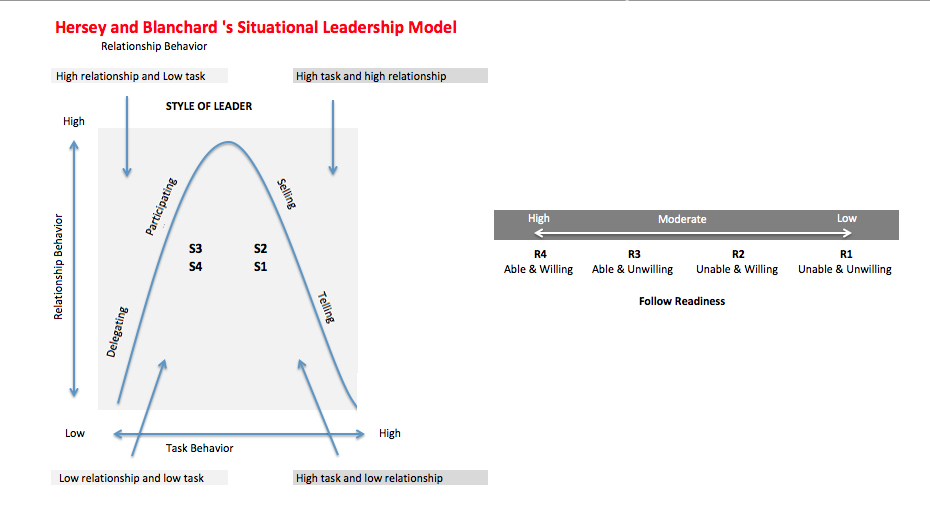 Hersey and Blanchard 's Situational Leadership Model
Relationship Behavior
High relationship and Low task
High task and high relationship
STYLE OF LEADER
High
Relationship Behavior
Participating
Selling
S3
S2
S4
S1
Delegating
Telling
Low
High
Task Behavior
Low relationship and low task
High task and low relationship
High
Moderate
Low
R4
R3
R2
R1
Able & Willing
Able & Unwilling
Unable & Willing
Unable & Unwilling
Follow Readiness